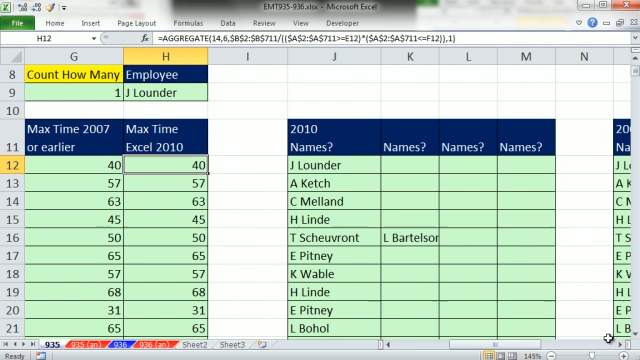 EMT935-936.xlsx - Microsoft Excel
File Home Insert Page Layout Formulas Data Review View Developer
H12 fx =AGGREGATE(14,6,$B$2:$B$711/(($A$2:$A$711>=E12)*($A$2:$A$711<=F12)),1)
G H I J K L M N
8 Count How Many Employee
9 1 J Lounder
10
Max Time 2007 Max Time 2010
11 or earlier Excel 2010 Names? Names? Names? Names?
12 40 40 J Lounder
13 57 57 A Ketch
14 63 63 C Melland
15 45 45 H Linde
16 50 50 T Scheuvront L Bartelson
17 65 65 E Pitney
18 57 57 K Wable
19 68 68 H Linde
20 31 31 E Pitney
21 65 65 L Bohol
935 935 (an) 936 936 (an) Sheet2 Sheet3
Ready 145%